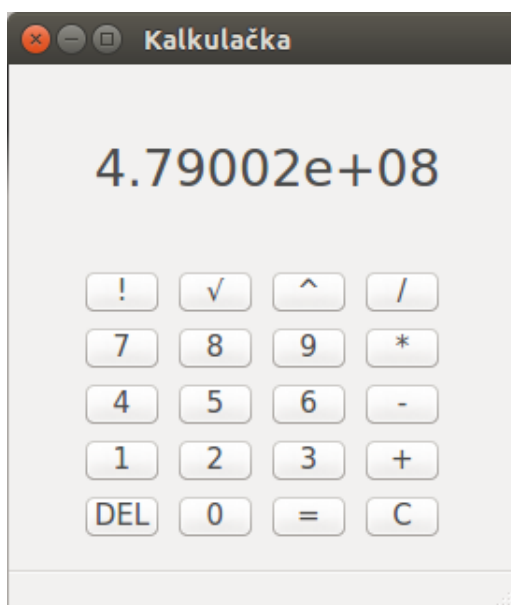 Kalkulačka
4.79002e+08
! √ ^ /
7 8 9 *
4 5 6 -
1 2 3 +
DEL 0 = C